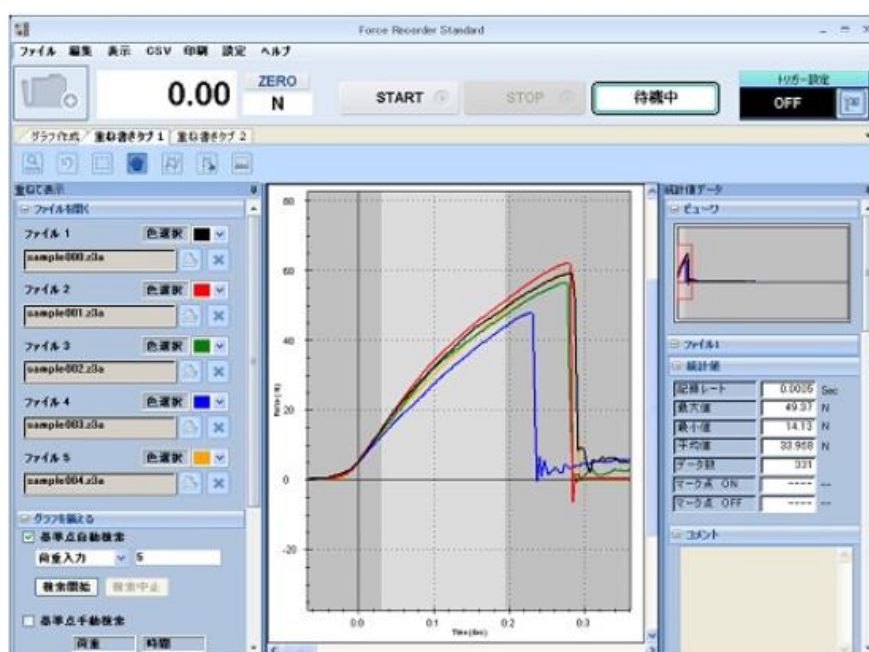 Force Recorder Standard
ファイル 編集 表示 CSV 印刷 設定 ヘルプ
0.00
ZERO
N
START
STOP
待機中
トリガー設定
OFF
グラフ作成 重ね書きタブ 1 重ね書きタブ 2
重ねて表示
ファイルを開く
ファイル 1 色選択
sample000.z3a
ファイル 2 色選択
sample001.z3a
ファイル 3 色選択
sample002.z3a
ファイル 4 色選択
sample003.z3a
ファイル 5 色選択
sample004.z3a
グラフを揃える
基準点自動検索
荷重入力 5
検索開始 検索中止
基準点手動検索
荷重 時間
80
60
40
20
0
-20
Force(N)
0.0 0.1 0.2 0.3
Time(sec)
統計値データ
ビューワ
ファイル1
統計値
記録レート 0.0005 Sec
最大値 49.37 N
最小値 14.13 N
平均値 33.968 N
データ数 331
マーク点 ON ---- --
マーク点 OFF ---- --
コメント